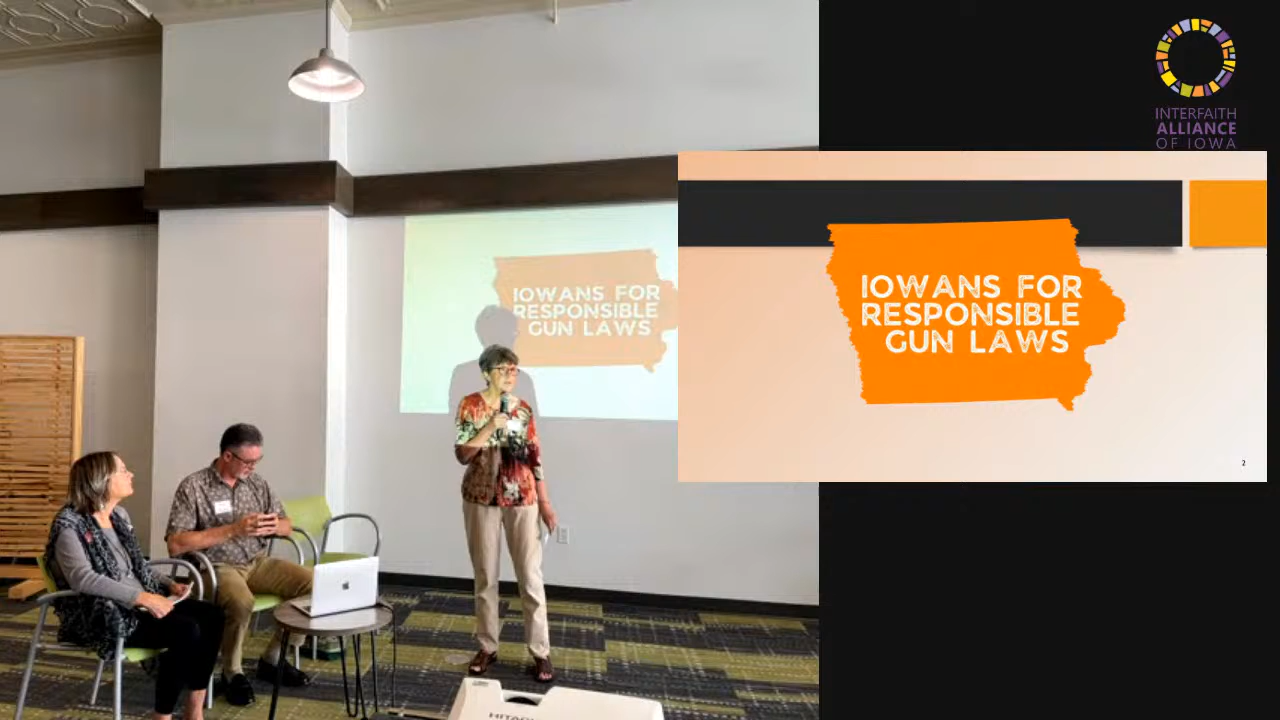 INTERFAITH
ALLIANCE
OF IOWA
IOWANS FOR
RESPONSIBLE
GUN LAWS
IOWANS FOR
RESPONSIBLE
GUN LAWS
2